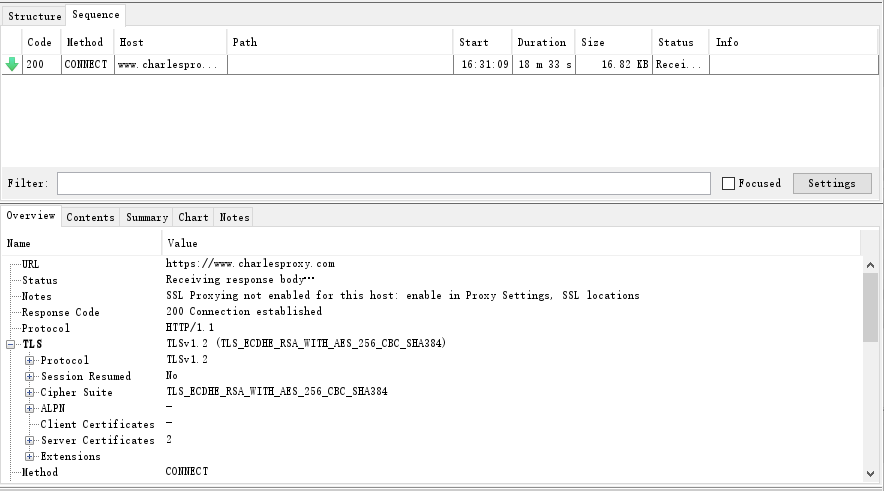 Structure Sequence
Code Method Host Path Start Duration Size Status Info
200 CONNECT www.charlespro... 16:31:09 18 m 33 s 16.82 KB Recei...
Filter: Focused Settings
Overview Contents Summary Chart Notes
Name Value
URL https://www.charlesproxy.com
Status Receiving response body…
Notes SSL Proxying not enabled for this host: enable in Proxy Settings, SSL locations
Response Code 200 Connection established
Protocol HTTP/1.1
TLS TLSv1.2 (TLS_ECDHE_RSA_WITH_AES_256_CBC_SHA384)
Protocol TLSv1.2
Session Resumed No
Cipher Suite TLS_ECDHE_RSA_WITH_AES_256_CBC_SHA384
ALPN -
Client Certificates -
Server Certificates 2
Extensions
Method CONNECT